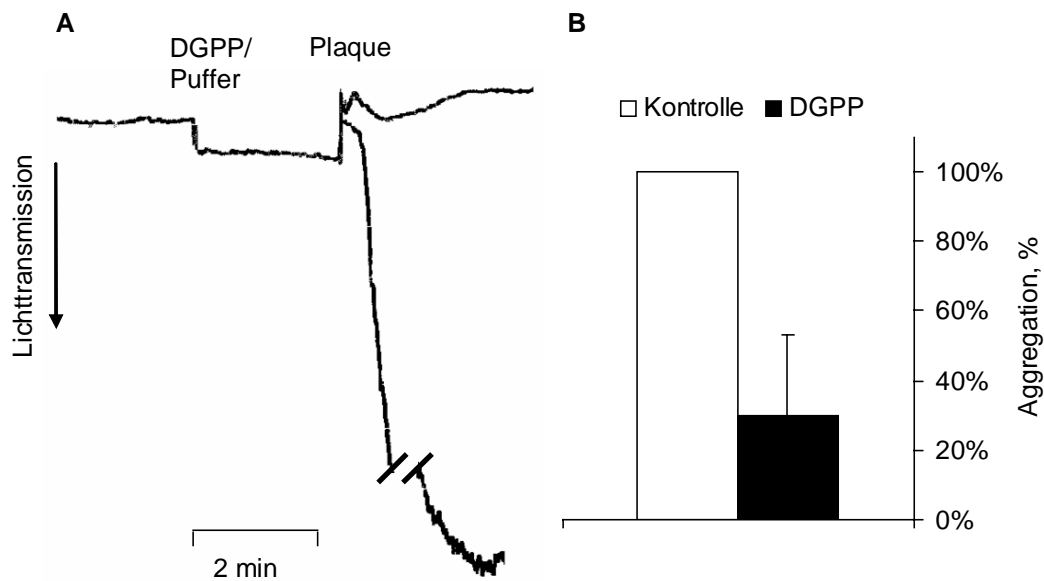 A
DGPP/
Puffer
Plaque
Lichttransmission
2 min
B
Kontrolle DGPP
100%
80%
60%
40%
20%
0%
Aggregation, %